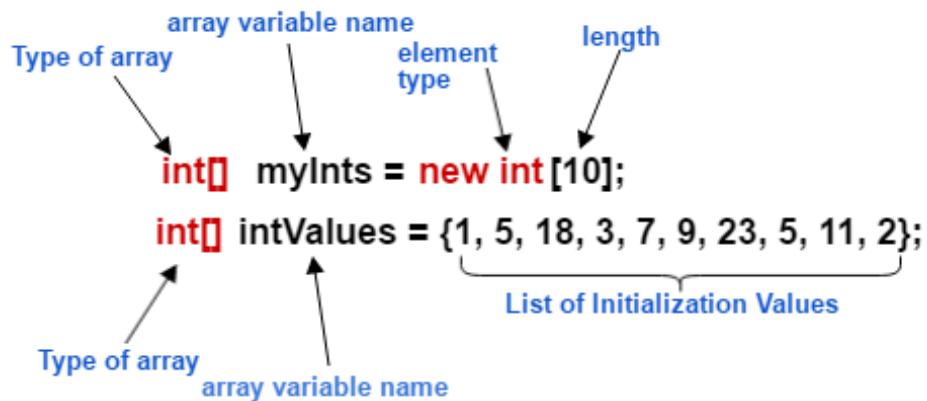 array variable name
Type of array
element type
length
int[] myInts = new int [10];
int[] intValues = {1, 5, 18, 3, 7, 9, 23, 5, 11, 2};
List of Initialization Values
Type of array
array variable name